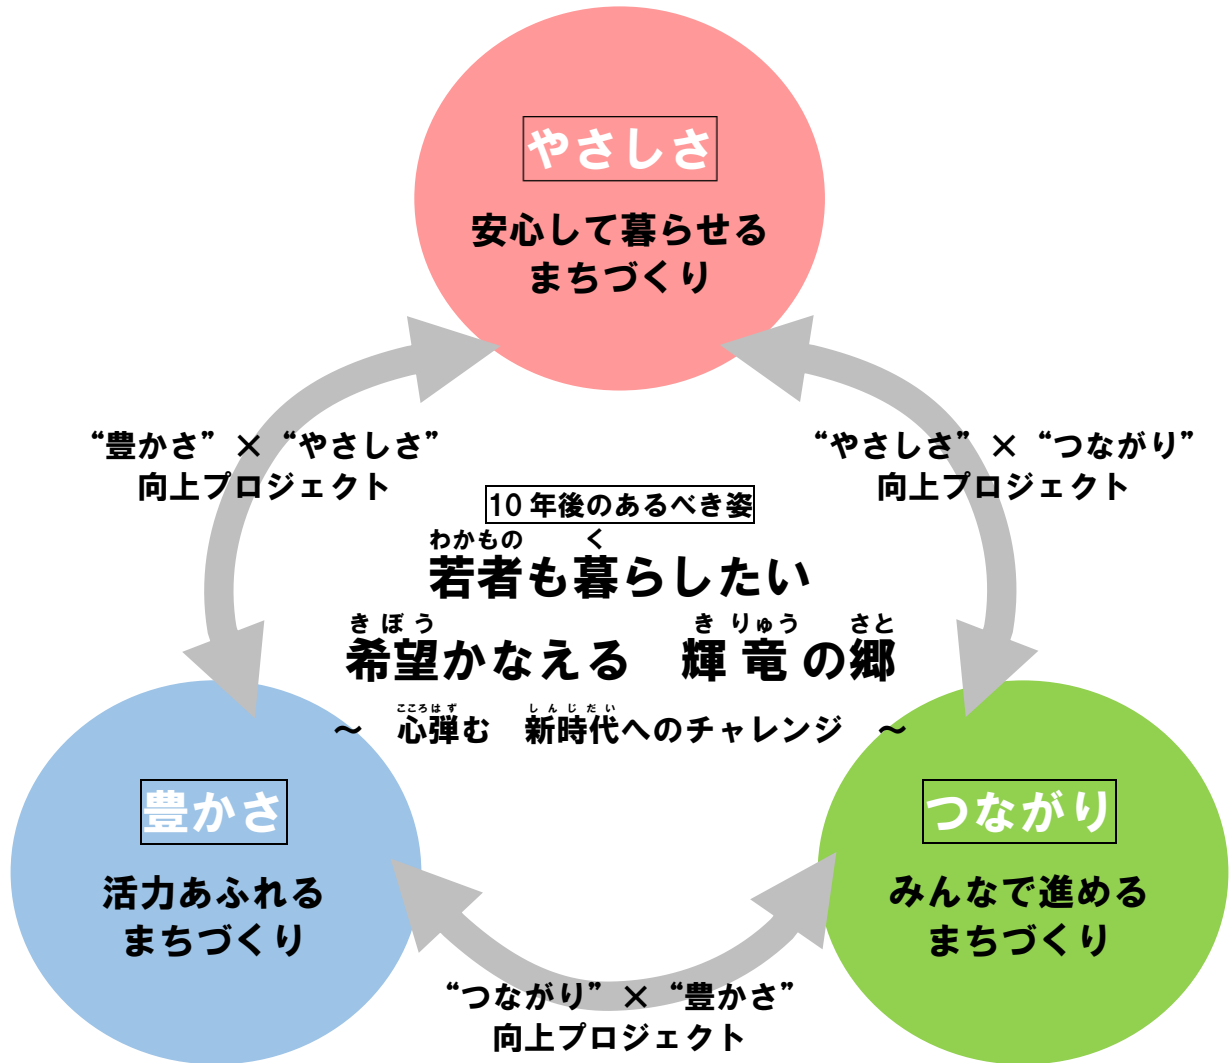 やさしさ
安心して暮らせる
まちづくり
“豊かさ”×“やさしさ”
向上プロジェクト
“やさしさ”×“つながり”
向上プロジェクト
10年後のあるべき姿
わかもの く
若者も暮らしたい
きぼう き りゅう さと
希望かなえる 輝竜の郷
こころはず しんじだい
~ 心弾む 新時代へのチャレンジ ~
豊かさ
活力あふれる
まちづくり
つながり
みんなで進める
まちづくり
“つながり”×“豊かさ”
向上プロジェクト